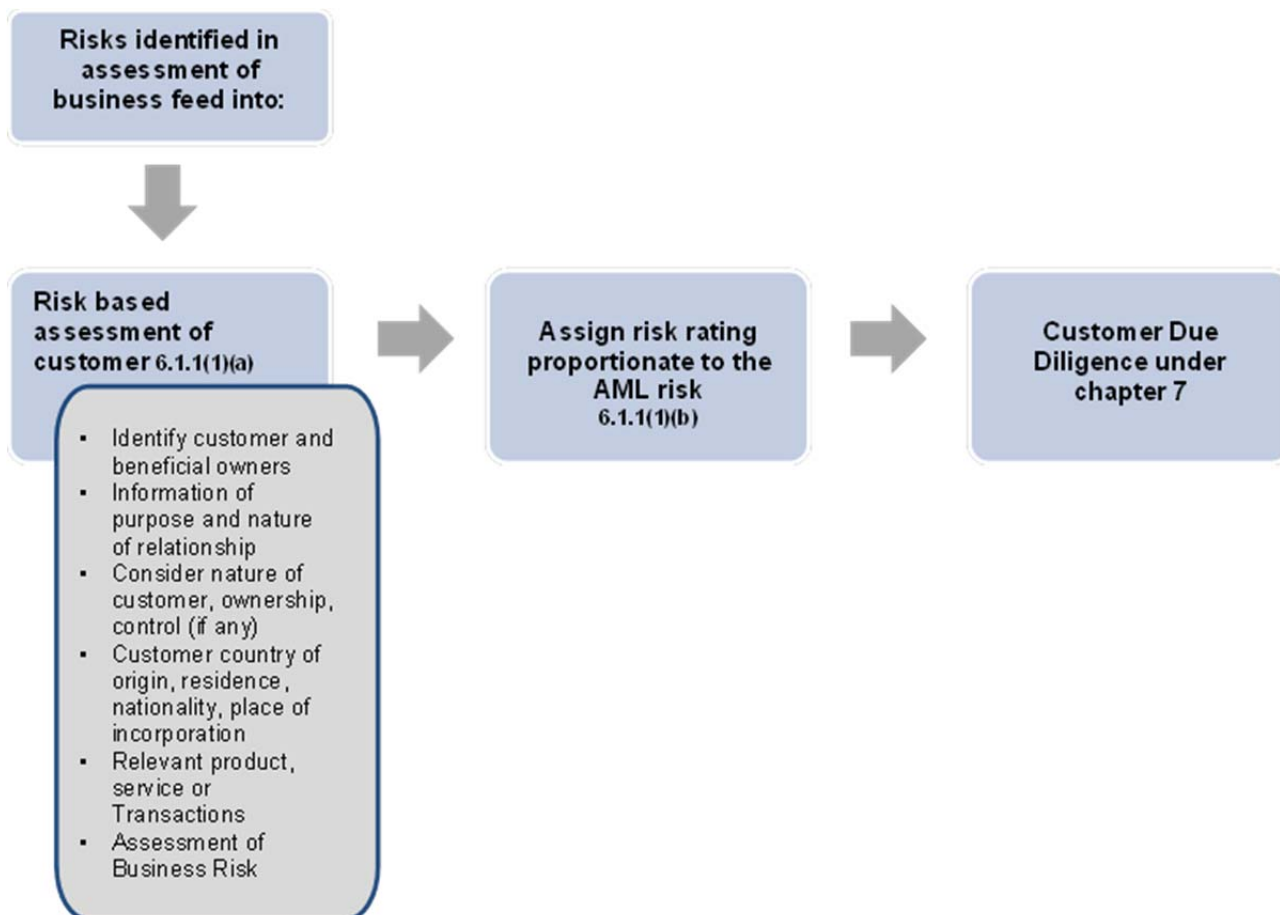 Risks identified in
assessment of
business feed into:
Risk based
assessment of
customer 6.1.1(1)(a)
▪ Identify customer and
beneficial owners
▪ Information of
purpose and nature
of relationship
▪ Consider nature of
customer, ownership,
control (if any)
▪ Customer country of
origin, residence,
nationality, place of
incorporation
▪ Relevant product,
service or
Transactions
▪ Assessment of
Business Risk
Assign risk rating
proportionate to the
AML risk
6.1.1(1)(b)
Customer Due
Diligence under
chapter 7